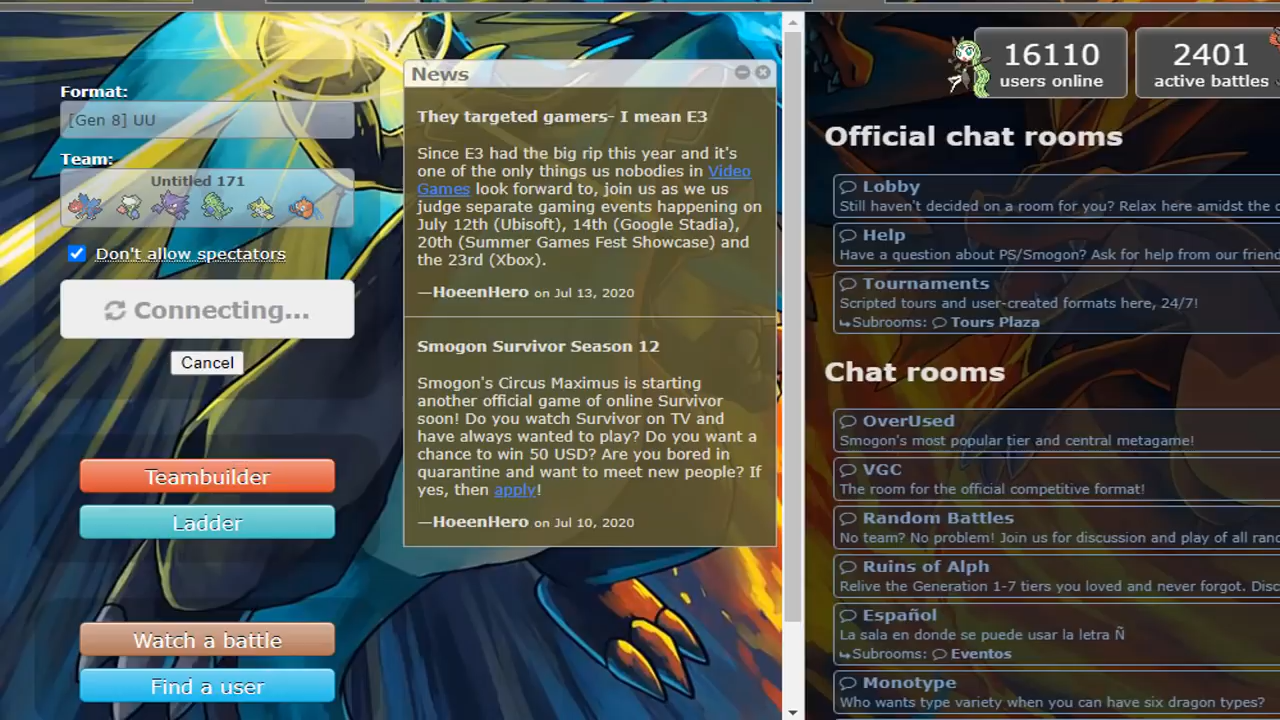 Format:
[Gen 8] UU
Team:
Untitled 171
Don't allow spectators
Connecting...
Cancel
Teambuilder
Ladder
Watch a battle
Find a user
News
They targeted gamers- I mean E3
Since E3 had the big rip this year and it's
one of the only things us nobodies in Video
Games look forward to, join us as we us
judge separate gaming events happening on
July 12th (Ubisoft), 14th (Google Stadia),
20th (Summer Games Fest Showcase) and
the 23rd (Xbox).
—HoeenHero on Jul 13, 2020
Smogon Survivor Season 12
Smogon's Circus Maximus is starting
another official game of online Survivor
soon! Do you watch Survivor on TV and
have always wanted to play? Do you want a
chance to win 50 USD? Are you bored in
quarantine and want to meet new people? If
yes, then apply!
—HoeenHero on Jul 10, 2020
16110
users online
2401
active battles
Official chat rooms
Lobby
Still haven't decided on a room for you? Relax here amidst the
Help
Have a question about PS/Smogon? Ask for help from our
Tournaments
Scripted tours and user-created formats here, 24/7!
↳Subrooms: Tours Plaza
Chat rooms
OverUsed
Smogon's most popular tier and central metagame!
VGC
The room for the official competitive format!
Random Battles
No team? No problem! Join us for discussion and play of all
Ruins of Alph
Relive the Generation 1-7 tiers you loved and never forgot.
Español
La sala en donde se puede usar la letra Ñ
↳Subrooms: Eventos
Monotype
Who wants type variety when you can have six dragon types?